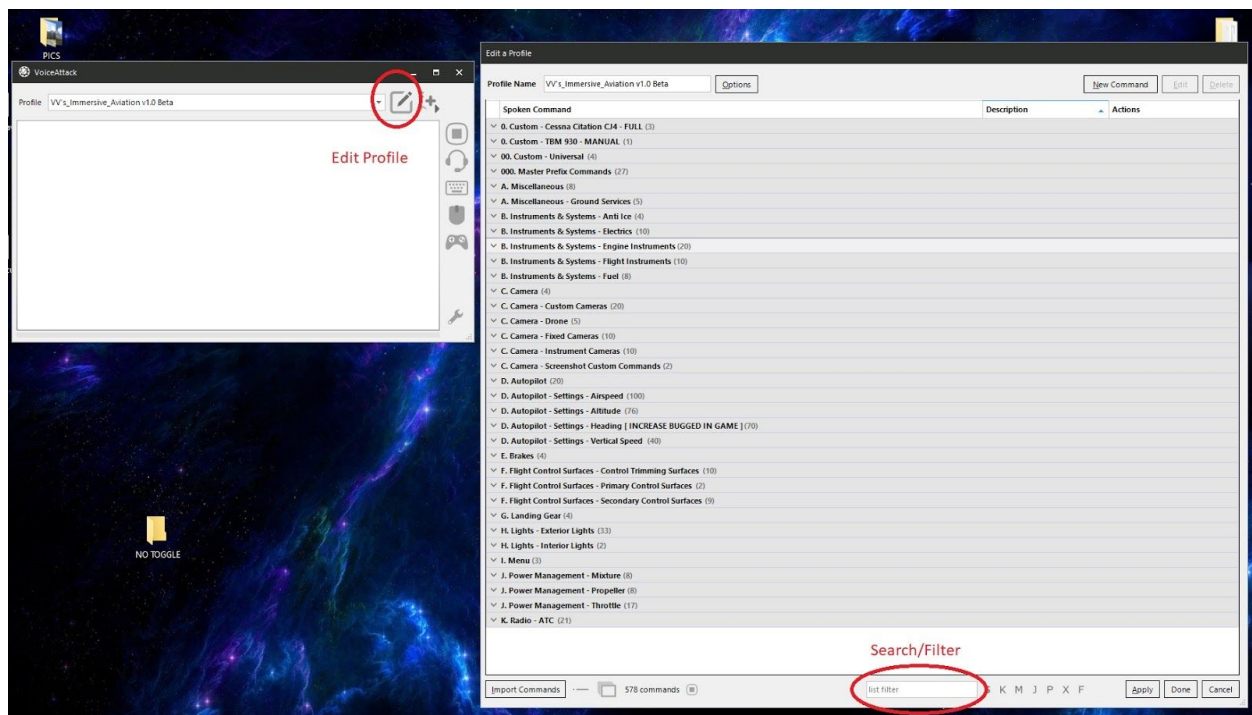 PICS
VoiceAttack
Profile VV's_Immersive_Aviation v1.0 Beta
Edit Profile
NO TOGGLE
Edit a Profile
Profile Name VV's_Immersive_Aviation v1.0 Beta Options New Command Edit Delete
Spoken Command Description Actions
0. Custom - Cessna Citation CJ4 - FULL (3)
0. Custom - TBM 930 - MANUAL (1)
00. Custom - Universal (4)
000. Master Prefix Commands (27)
A. Miscellaneous (8)
A. Miscellaneous - Ground Services (5)
B. Instruments & Systems - Anti Ice (4)
B. Instruments & Systems - Electrics (10)
B. Instruments & Systems - Engine Instruments (20)
B. Instruments & Systems - Flight Instruments (10)
B. Instruments & Systems - Fuel (8)
C. Camera (4)
C. Camera - Custom Cameras (20)
C. Camera - Drone (5)
C. Camera - Fixed Cameras (10)
C. Camera - Instrument Cameras (10)
C. Camera - Screenshot Custom Commands (2)
D. Autopilot (20)
D. Autopilot - Settings - Airspeed (100)
D. Autopilot - Settings - Altitude (76)
D. Autopilot - Settings - Heading [ INCREASE BUGGED IN GAME ] (70)
D. Autopilot - Settings - Vertical Speed (40)
E. Brakes (4)
F. Flight Control Surfaces - Control Trimming Surfaces (10)
F. Flight Control Surfaces - Primary Control Surfaces (2)
F. Flight Control Surfaces - Secondary Control Surfaces (9)
G. Landing Gear (4)
H. Lights - Exterior Lights (33)
H. Lights - Interior Lights (2)
I. Menu (3)
J. Power Management - Mixture (8)
J. Power Management - Propeller (8)
J. Power Management - Throttle (17)
K. Radio - ATC (21)
Search/Filter
Import Commands 578 commands list filter K M J P X F Apply Done Cancel